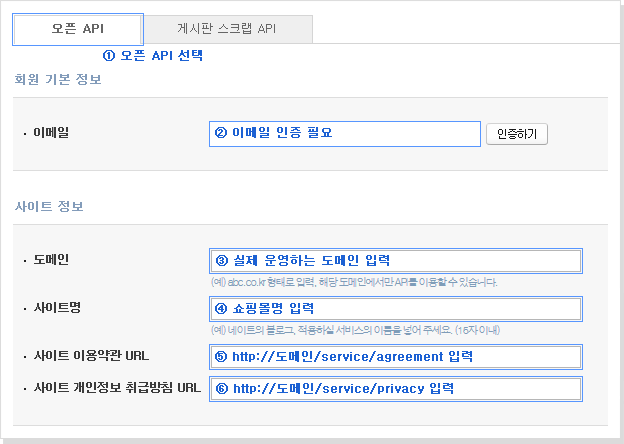 오픈 API 게시판 스크랩 API
① 오픈 API 선택
회원 기본 정보
· 이메일 ② 이메일 인증 필요 인증하기
사이트 정보
· 도메인 ③ 실제 운영하는 도메인 입력
(예) abc.co.kr 형태로 입력, 해당 도메인에서만 API를 이용할 수 있습니다.
· 사이트명 ④ 쇼핑몰명 입력
(예) 네이트의 블로그, 적용하실 서비스의 이름을 넣어 주세요. (16자 이내)
· 사이트 이용약관 URL ⑤ http://도메인/service/agreement 입력
· 사이트 개인정보 취급방침 URL ⑥ http://도메인/service/privacy 입력